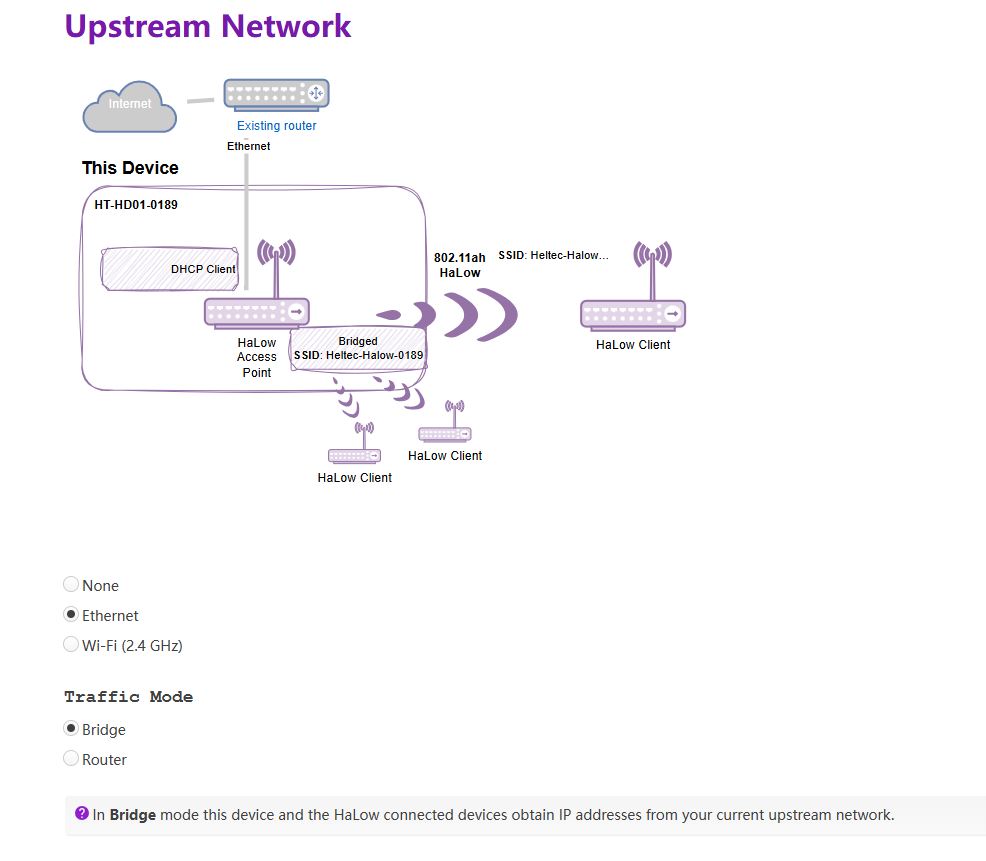 Upstream Network
Internet
Existing router
Ethernet
This Device
HT-HD01-0189
DHCP Client
802.11ah
HaLow
SSID: Heltec-Halow...
HaLow
Access
Point
Bridged
SSID: Heltec-Halow-0189
HaLow Client
HaLow Client
HaLow Client
None
Ethernet
Wi-Fi (2.4 GHz)
Traffic Mode
Bridge
Router
? In Bridge mode this device and the HaLow connected devices obtain IP addresses from your current upstream network.